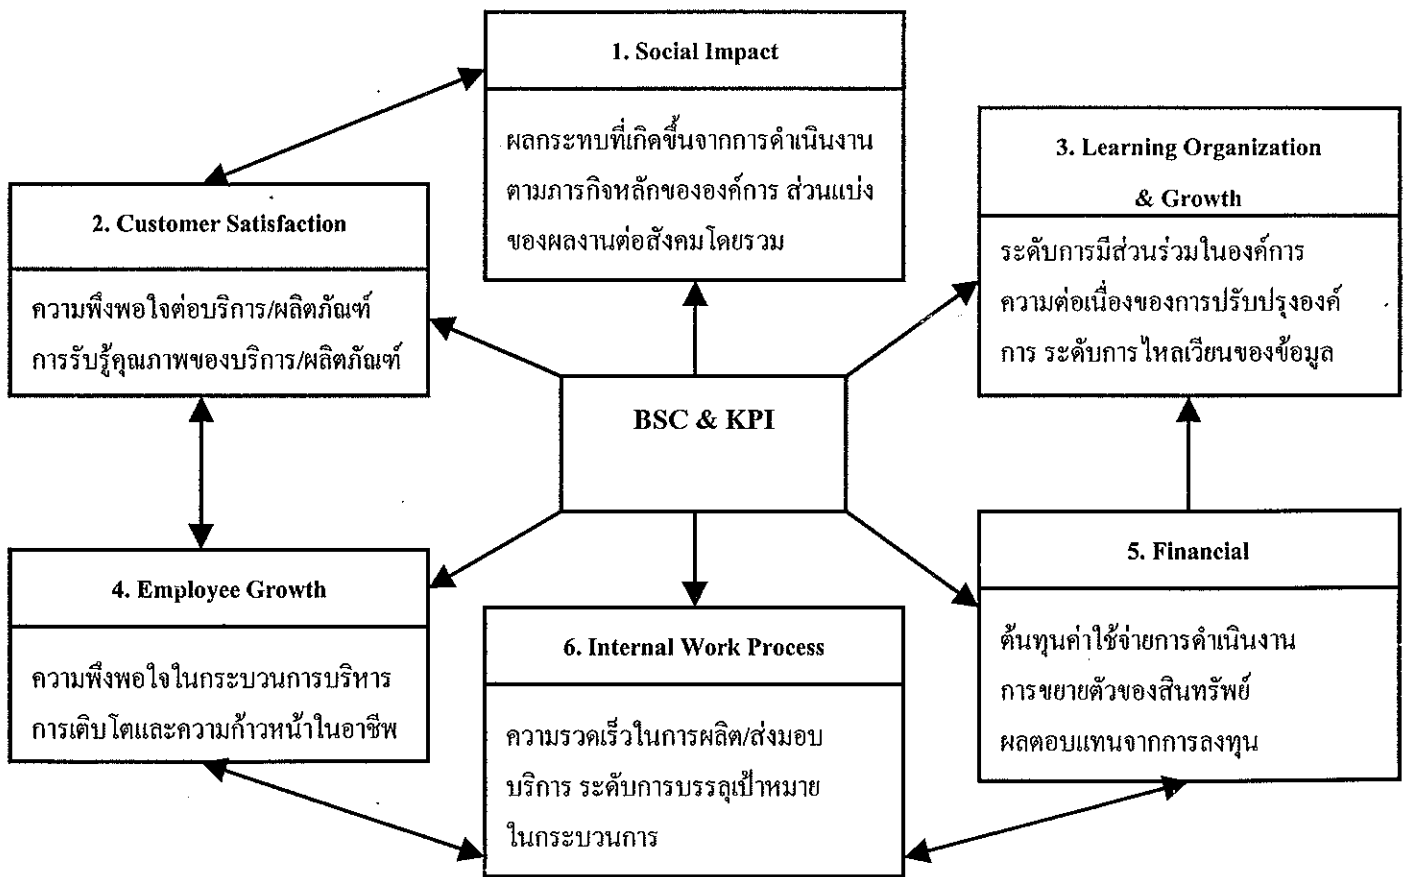 1. Social Impact
ผลกระทบที่เกิดขึ้นจากการดำเนินงาน
ตามภารกิจหลักขององค์การ ส่วนแบ่ง
ของผลงานต่อสังคมโดยรวม
2. Customer Satisfaction
ความพึงพอใจต่อบริการ/ผลิตภัณฑ์
การรับรู้คุณภาพของบริการ/ผลิตภัณฑ์
3. Learning Organization
& Growth
ระดับการมีส่วนร่วมในองค์การ
ความต่อเนื่องของการปรับปรุงองค์
การ ระดับการไหลเวียนของข้อมูล
BSC & KPI
4. Employee Growth
ความพึงพอใจในกระบวนการบริหาร
การเติบโตและความก้าวหน้าในอาชีพ
5. Financial
ต้นทุนค่าใช้จ่ายการดำเนินงาน
การขยายตัวของสินทรัพย์
ผลตอบแทนจากการลงทุน
6. Internal Work Process
ความรวดเร็วในการผลิต/ส่งมอบ
บริการ ระดับการบรรลุเป้าหมาย
ในกระบวนการ